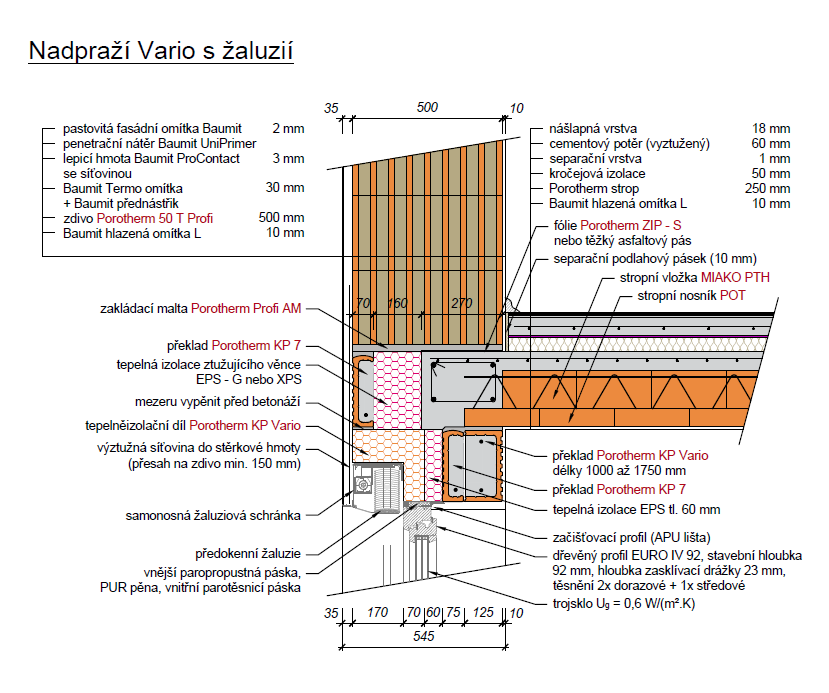 Nadpraží Vario s žaluzií
35 500 10
pastovitá fasádní omítka Baumit 2 mm
penetrační nátěr Baumit UniPrimer
lepicí hmota Baumit ProContact 3 mm
se síťovinou
Baumit Termo omítka 30 mm
+ Baumit přednástřik
zdivo Porotherm 50 T Profi 500 mm
Baumit hlazená omítka L 10 mm
nášlapná vrstva 18 mm
cementový potěr (vyztužený) 60 mm
separační vrstva 1 mm
kročejová izolace 50 mm
Porotherm strop 250 mm
Baumit hlazená omítka L 10 mm
fólie Porotherm ZIP - S
nebo těžký asfaltový pás
separační podlahový pásek (10 mm)
stropní vložka MIAKO PTH
stropní nosník POT
70 160 270
zakládací malta Porotherm Profi AM
překlad Porotherm KP 7
tepelná izolace ztužujícího věnce
EPS - G nebo XPS
mezeru vypěnit před betonáží
tepelněizolační díl Porotherm KP Vario
výztužná síťovina do stěrkové hmoty
(přesah na zdivo min. 150 mm)
samonosná žaluziová schránka
předokenní žaluzie
vnější paropropustná páska,
PUR pěna, vnitřní parotěsnicí páska
překlad Porotherm KP Vario
délky 1000 až 1750 mm
překlad Porotherm KP 7
tepelná izolace EPS tl. 60 mm
začišťovací profil (APU lišta)
dřevěný profil EURO IV 92, stavební hloubka
92 mm, hloubka zasklívací drážky 23 mm,
těsnění 2x dorazové + 1x středové
trojsklo Ug = 0,6 W/(m².K)
35 170 70 60 75 125 10
545